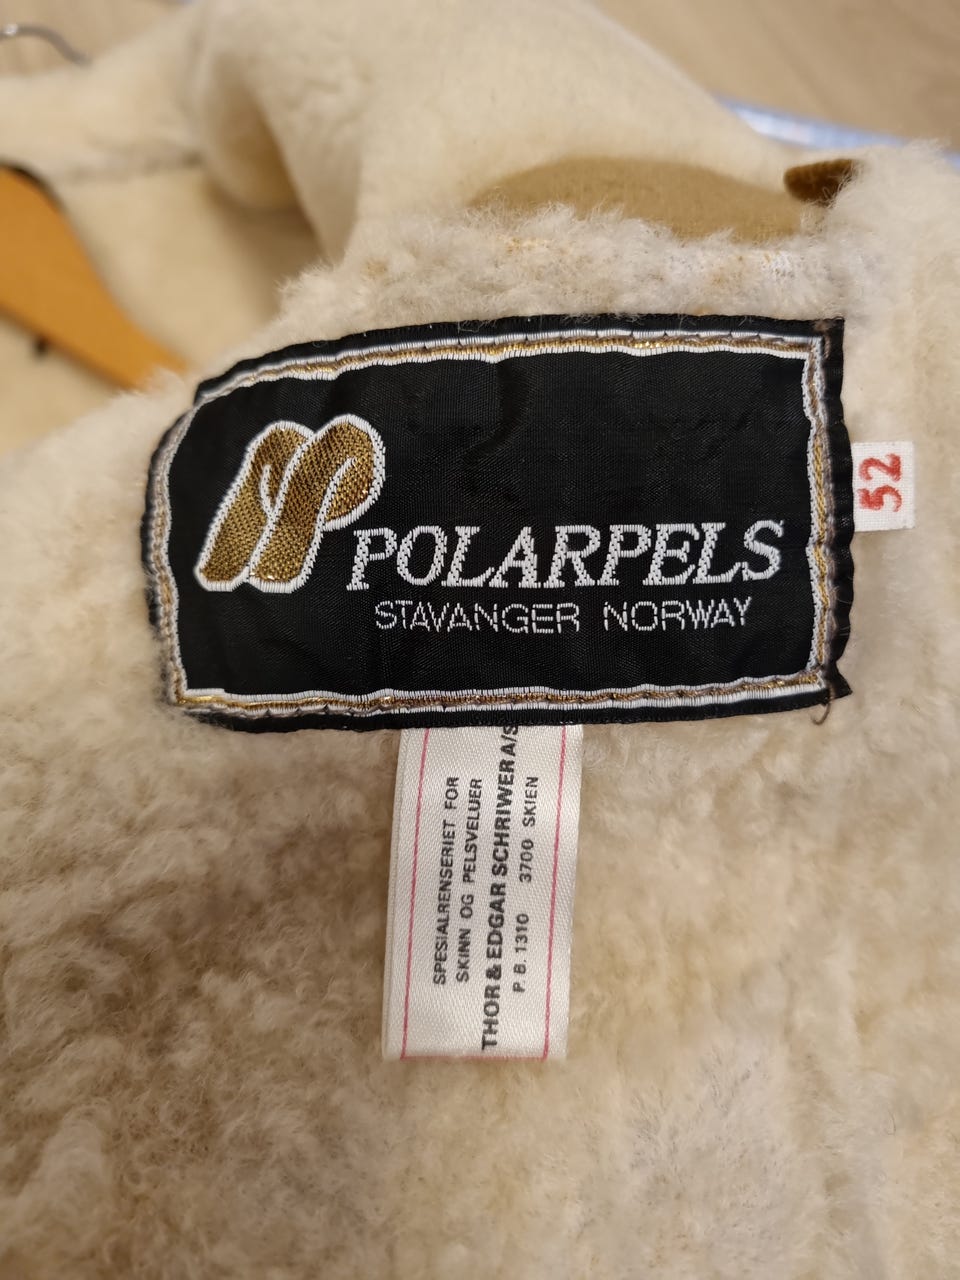 POLARPELS
STAVANGER NORWAY
52
SPESIALRENSERIET FOR
SKINN OG PELSVELUER
THOR & EDGAR SCHRIWER A/S
P B. 1310 3700 SKIEN